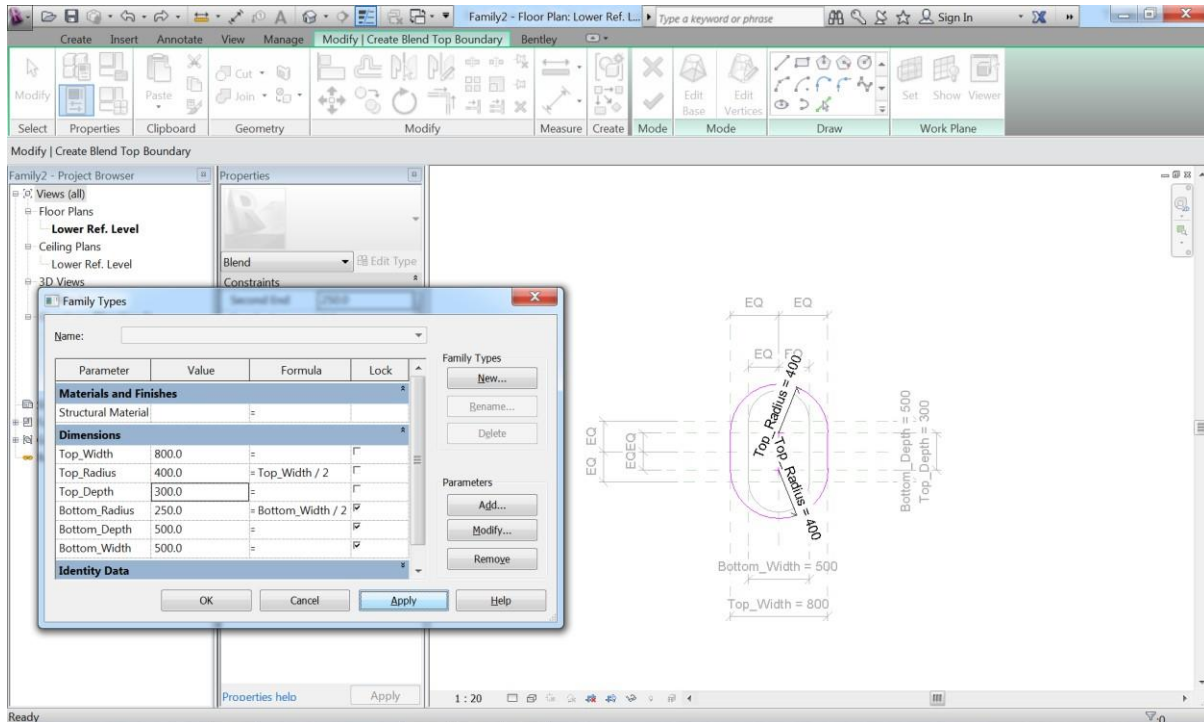 Family2 - Floor Plan: Lower Ref. L...
Type a keyword or phrase
Sign In
Create Insert Annotate View Manage Modify | Create Blend Top Boundary Bentley
Modify
Paste
Cut
Join
Edit Base
Edit Vertices
Set Show Viewer
Select Properties Clipboard Geometry Modify Measure Create Mode Mode Draw Work Plane
Modify | Create Blend Top Boundary
Family2 - Project Browser
Views (all)
Floor Plans
Lower Ref. Level
Ceiling Plans
Lower Ref. Level
3D Views
Properties
Blend
Edit Type
Constraints
Second End 250.0
Family Types
Name:
Parameter Value Formula Lock
Materials and Finishes
Structural Material =
Dimensions
Top_Width 800.0 =
Top_Radius 400.0 = Top_Width / 2
Top_Depth 300.0 =
Bottom_Radius 250.0 = Bottom_Width / 2
Bottom_Depth 500.0 =
Bottom_Width 500.0 =
Identity Data
Family Types
New...
Rename...
Delete
Parameters
Add...
Modify...
Remove
OK Cancel Apply Help
EQ EQ
EQ EQ
EQ EQ
EQ EQ
Top_Radius = 400
Top_Radius = 400
Bottom_Depth = 500
Top_Depth = 300
Bottom_Width = 500
Top_Width = 800
Properties help
Apply
1 : 20
Ready
:0